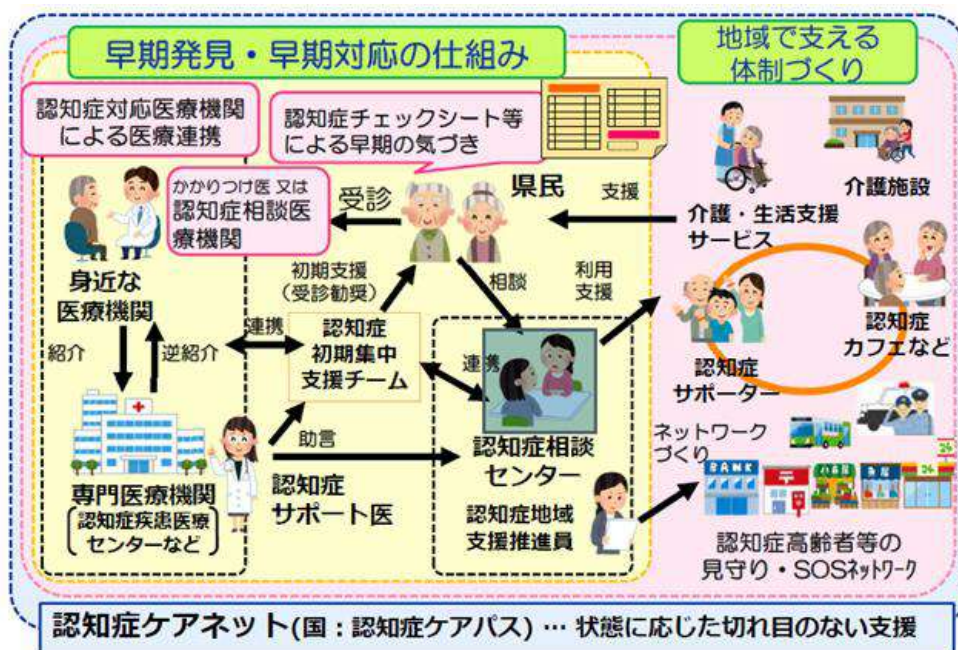 早期発見・早期対応の仕組み
地域で支える
体制づくり
認知症対応医療機関
による医療連携
認知症チェックシート等
による早期の気づき
かかりつけ医 又は
認知症相談医
療機関
受診
県民
支援
介護・生活支援
サービス
介護施設
身近な
医療機関
初期支援
(受診勧奨)
相談
利用
支援
紹介
逆紹介
連携
認知症
初期集中
支援チーム
連携
認知症
サポーター
認知症
カフェなど
助言
認知症相談
センター
専門医療機関
認知症疾患医療
センターなど
認知症
サポート医
認知症地域
支援推進員
ネットワーク
づくり
BANK
〒
八百屋
魚屋
24
認知症高齢者等の
見守り・SOSネットワーク
認知症ケアネット(国：認知症ケアパス) … 状態に応じた切れ目のない支援